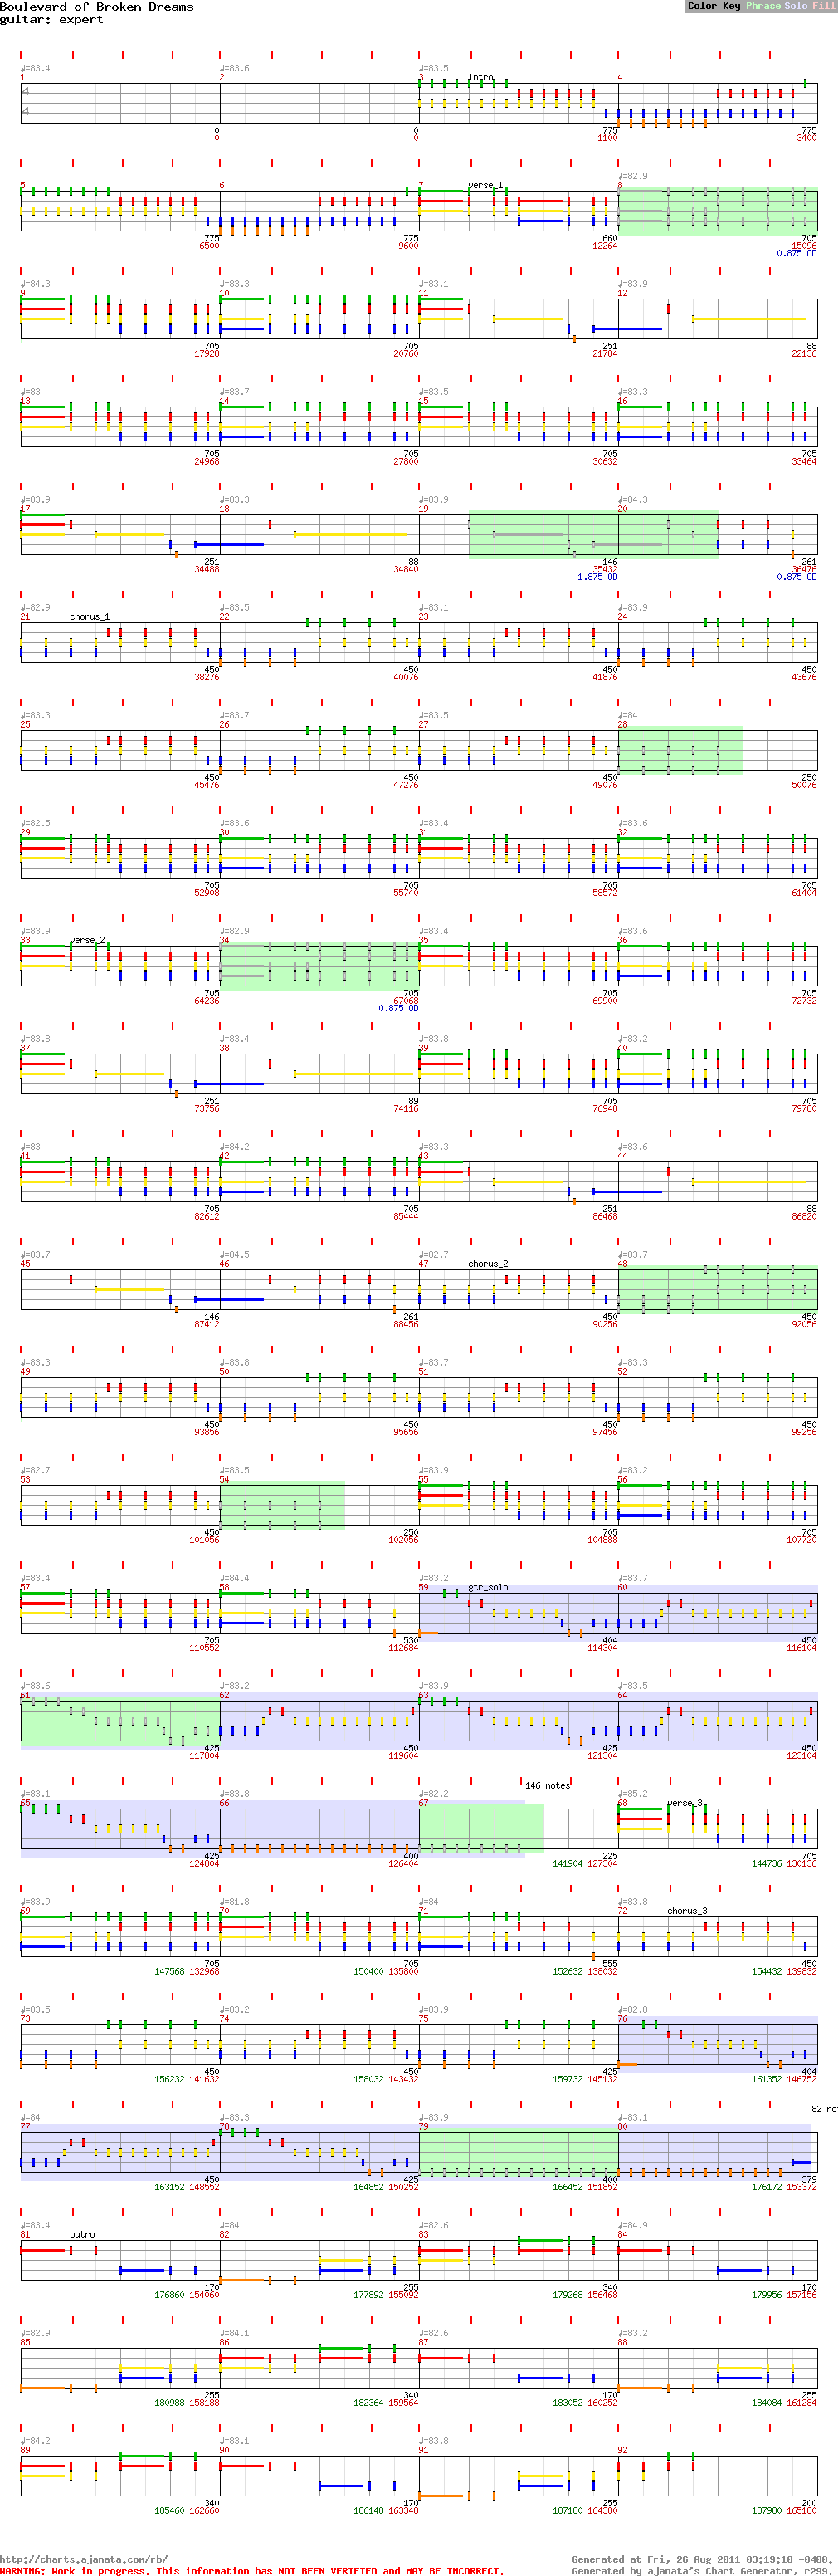 Boulevard of Broken Dreams
Color Key Phrase Solo Fill
guitar: expert
♩=83.4 ♩=83.6 ♩=83.5
1 2 3 intro 4
4
4
0 0 775 775
0 0 1100 3400
♩=82.9
5 6 7 verse_1 8
775 775 660 705
6500 9600 12264 15096
0.875 OD
♩=84.3 ♩=83.3 ♩=83.1 ♩=83.9
9 10 11 12
705 705 251 88
17928 20760 21784 22136
♩=83 ♩=83.7 ♩=83.5 ♩=83.3
13 14 15 16
705 705 705 705
24968 27800 30632 33464
♩=83.9 ♩=83.3 ♩=83.9 ♩=84.3
17 18 19 20
251 88 146 261
34488 34840 35432 36476
1.875 OD 0.875 OD
♩=82.9 ♩=83.5 ♩=83.1 ♩=83.9
21 chorus_1 22 23 24
450 450 450 450
38276 40076 41876 43676
♩=83.3 ♩=83.7 ♩=83.5 ♩=84
25 26 27 28
450 450 450 250
45476 47276 49076 50076
♩=82.5 ♩=83.6 ♩=83.4 ♩=83.6
29 30 31 32
705 705 705 705
52908 55740 58572 61404
♩=83.9 ♩=82.9 ♩=83.4 ♩=83.6
33 verse_2 34 35 36
705 705 705 705
64236 67068 69900 72732
0.875 OD
♩=83.8 ♩=83.4 ♩=83.8 ♩=83.2
37 38 39 40
251 89 705 705
73756 74116 76948 79780
♩=83 ♩=84.2 ♩=83.3 ♩=83.6
41 42 43 44
705 705 251 88
82612 85444 86468 86820
♩=83.7 ♩=84.5 ♩=82.7 ♩=83.7
45 46 47 chorus_2 48
146 261 450 450
87412 88456 90256 92056
♩=83.3 ♩=83.8 ♩=83.7 ♩=83.3
49 50 51 52
450 450 450 450
93856 95656 97456 99256
♩=82.7 ♩=83.5 ♩=83.9 ♩=83.2
53 54 55 56
450 250 705 705
101056 102056 104888 107720
♩=83.4 ♩=84.4 ♩=83.2 ♩=83.7
57 58 59 gtr_solo 60
705 530 404 450
110552 112684 114304 116104
♩=83.6 ♩=83.2 ♩=83.9 ♩=83.5
61 62 63 64
425 450 425 450
117804 119604 121304 123104
146 notes
♩=83.1 ♩=83.8 ♩=82.2 ♩=85.2
65 66 67 68 verse_3
425 400 225 705
124804 126404 141904 127304 144736 130136
♩=83.9 ♩=81.8 ♩=84 ♩=83.8
69 70 71 72 chorus_3
705 705 555 450
147568 132968 150400 135800 152632 138032 154432 139832
♩=83.5 ♩=83.2 ♩=83.9 ♩=82.8
73 74 75 76
450 450 425 404
156232 141632 158032 143432 159732 145132 161352 146752
82 no
♩=84 ♩=83.3 ♩=83.9 ♩=83.1
77 78 79 80
450 425 400 379
163152 148552 164852 150252 166452 151852 176172 153372
♩=83.4 ♩=84 ♩=82.6 ♩=84.9
81 outro 82 83 84
170 255 340 170
176860 154060 177892 155092 179268 156468 179956 157156
♩=82.9 ♩=84.1 ♩=82.6 ♩=83.2
85 86 87 88
255 340 170 255
180988 158188 182364 159564 183052 160252 184084 161284
♩=84.2 ♩=83.1 ♩=83.8
89 90 91 92
340 170 255 200
185460 162660 186148 163348 187180 164380 187980 165180
http://charts.ajanata.com/rb/
Generated at Fri, 26 Aug 2011 03:19:10 -0400.
WARNING: Work in progress. This information has NOT BEEN VERIFIED and MAY BE INCORRECT.
Generated by ajanata's Chart Generator, r299.